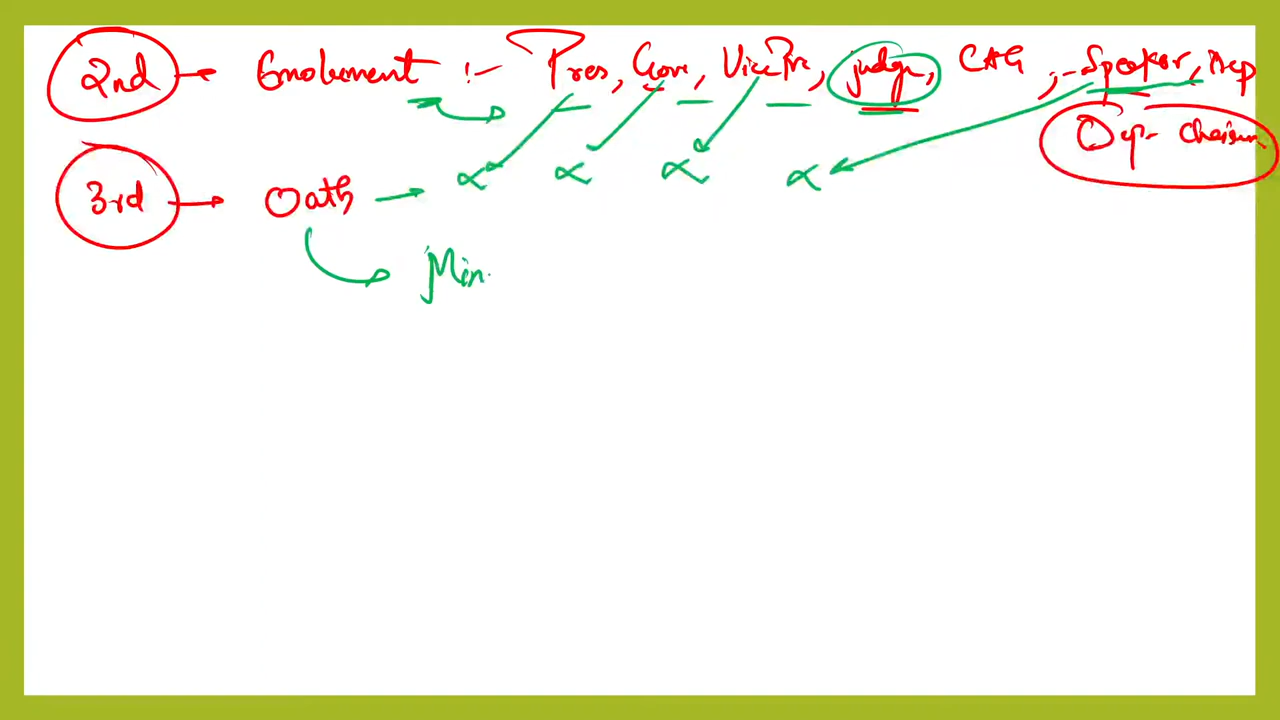 2nd → Emolument :- Pres, Gov, Vice Pr, judge, CAG, Speaker, Dep
Dep- Chairm
3rd → Oath → α α α α
Min